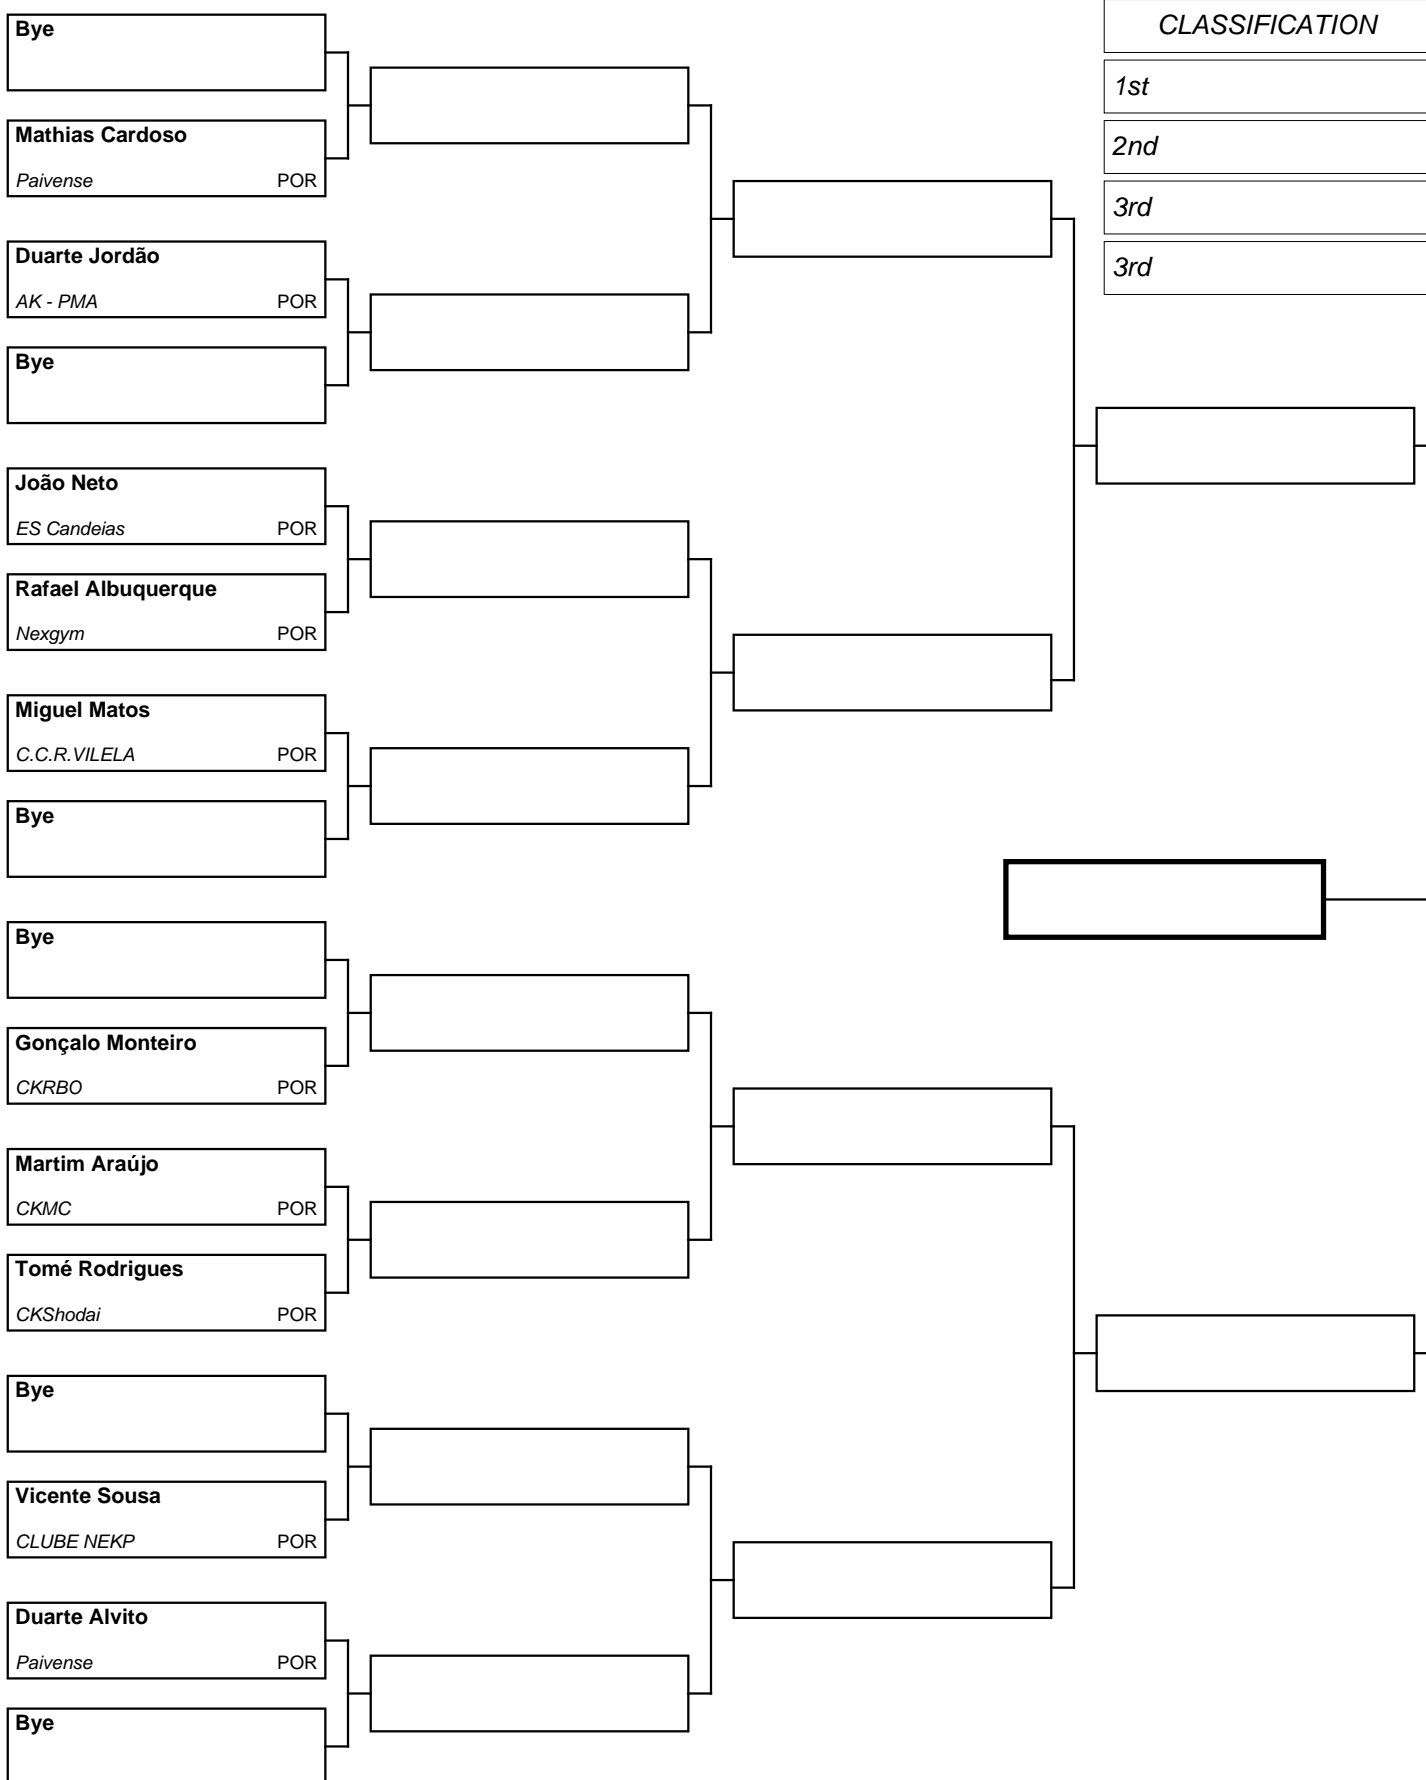 Bye
CLASSIFICATION
1st
2nd
3rd
3rd
Mathias Cardoso
Paivense POR
Duarte Jordão
AK - PMA POR
Bye
João Neto
ES Candeias POR
Rafael Albuquerque
Nexgym POR
Miguel Matos
C.C.R.VILELA POR
Bye
Bye
Gonçalo Monteiro
CKRBO POR
Martim Araújo
CKMC POR
Tomé Rodrigues
CKShodai POR
Bye
Vicente Sousa
CLUBE NEKP POR
Duarte Alvito
Paivense POR
Bye